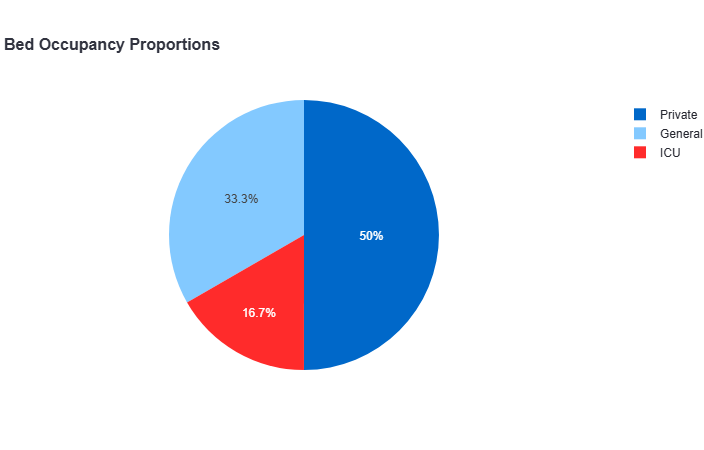 Bed Occupancy Proportions
Private
General
ICU
33.3%
50%
16.7%